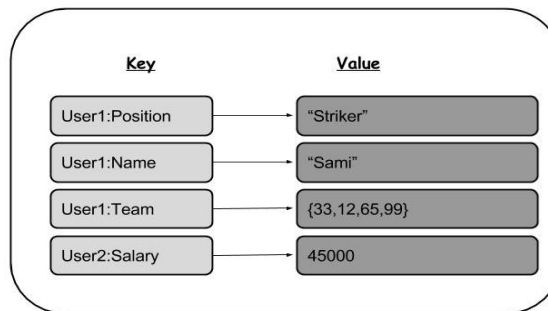 Key Value
User1:Position “Striker”
User1:Name “Sami”
User1:Team {33,12,65,99}
User2:Salary 45000